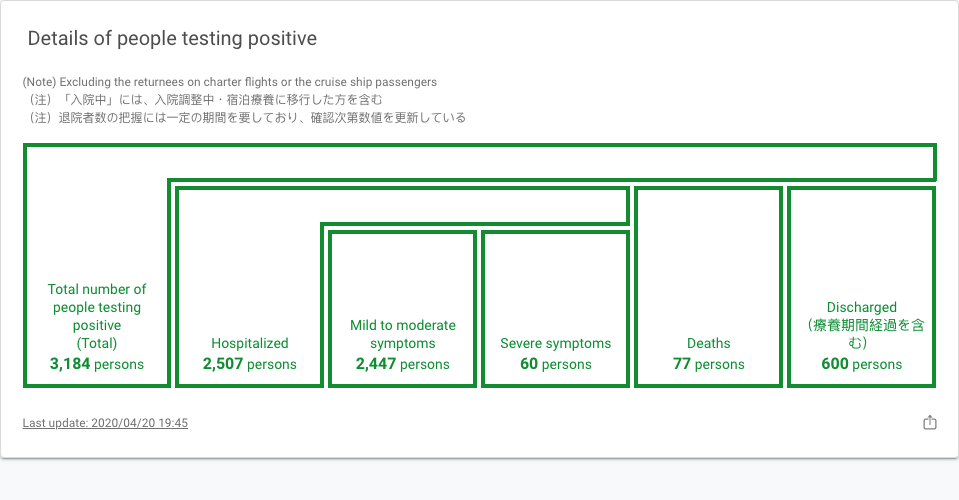 Details of people testing positive
(Note) Excluding the returnees on charter flights or the cruise ship passengers
（注）「入院中」には、入院調整中・宿泊療養に移行した方を含む
（注）退院者数の把握には一定の期間を要しており、確認次第数値を更新している
Total number of
people testing
positive
(Total)
3,184 persons
Hospitalized
2,507 persons
Mild to moderate
symptoms
2,447 persons
Severe symptoms
60 persons
Deaths
77 persons
Discharged
（療養期間経過を含
む）
600 persons
Last update: 2020/04/20 19:45